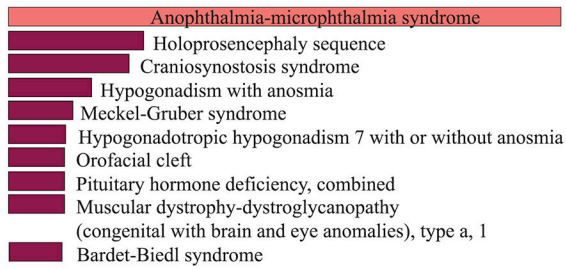 Anophthalmia-microphthalmia syndrome
Holoprosencephaly sequence
Craniosynostosis syndrome
Hypogonadism with anosmia
Meckel-Gruber syndrome
Hypogonadotropic hypogonadism 7 with or without anosmia
Orofacial cleft
Pituitary hormone deficiency, combined
Muscular dystrophy-dystroglycanopathy
(congenital with brain and eye anomalies), type a, 1
Bardet-Biedl syndrome